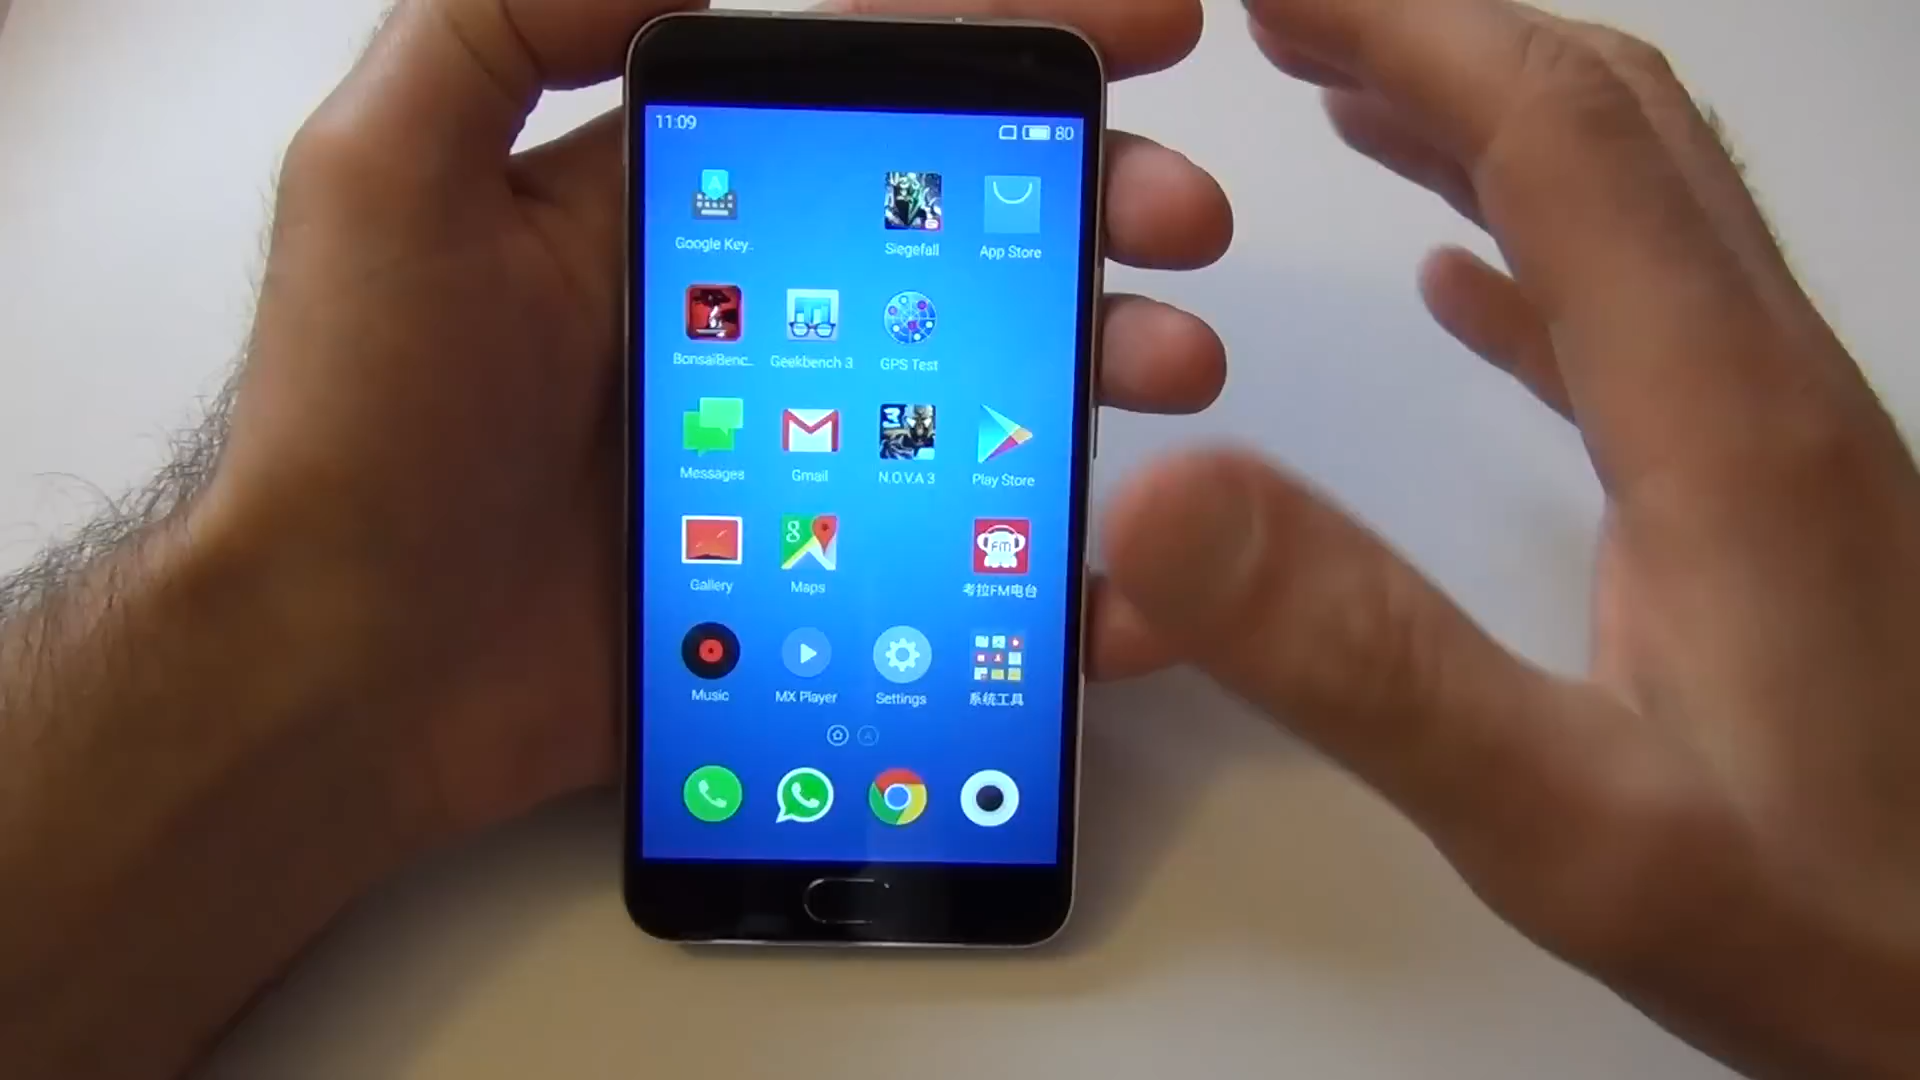 11:09
80
Google Key..
Siegefall
App Store
BonsaiBenc..
Geekbench 3
GPS Test
Messages
Gmail
N.O.V.A 3
Play Store
Gallery
Maps
FM
考拉FM电台
Music
MX Player
Settings
系统工具